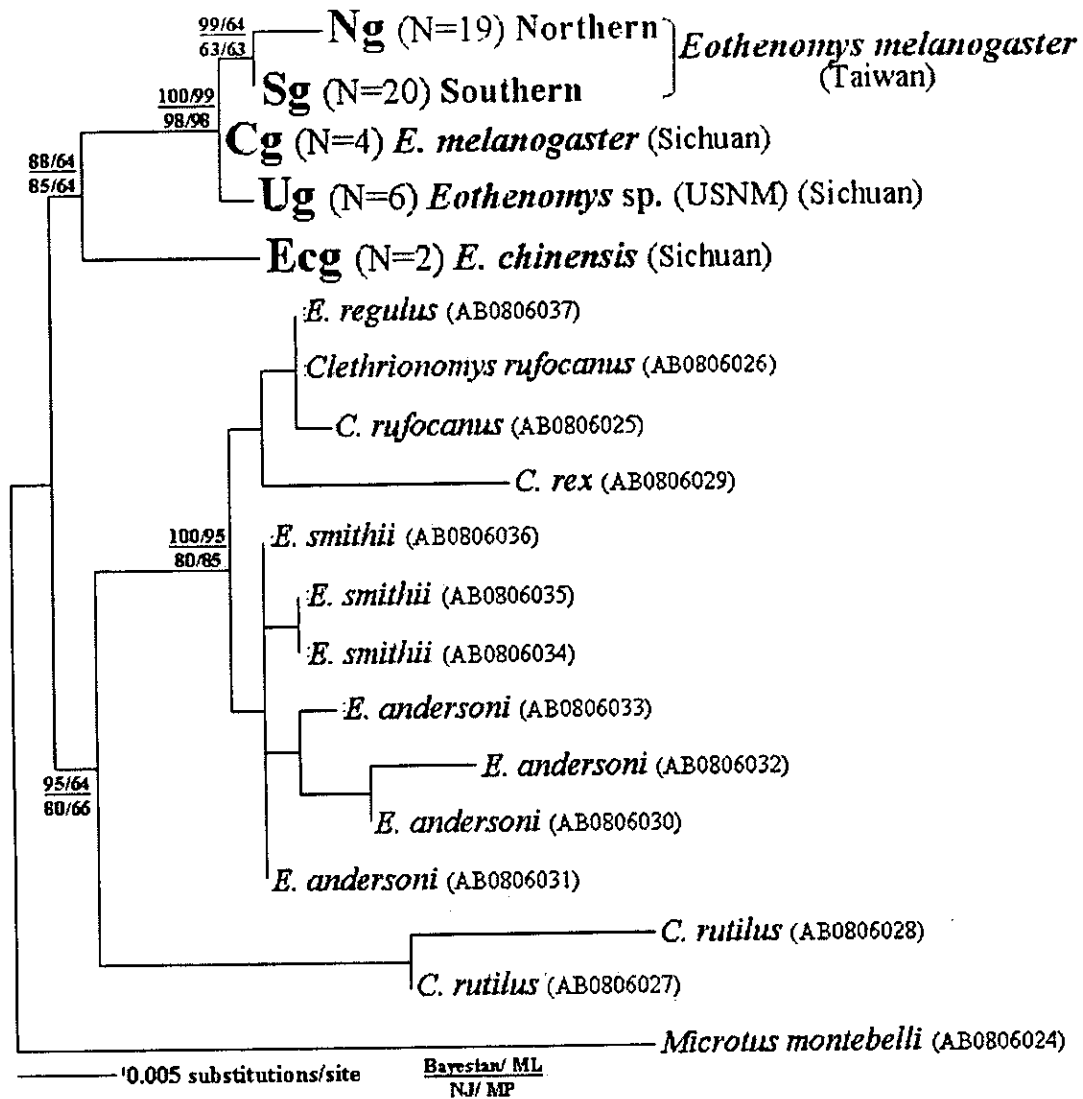 99/64
63/63
Ng (N=19) Northern
Sg (N=20) Southern
Eothenomys melanogaster
(Taiwan)
100/99
98/98
Cg (N=4) E. melanogaster (Sichuan)
88/64
85/64
Ug (N=6) Eothenomys sp. (USNM) (Sichuan)
Ecg (N=2) E. chinensis (Sichuan)
E. regulus (AB0806037)
Clethrionomys rufocanus (AB0806026)
C. rufocanus (AB0806025)
C. rex (AB0806029)
100/95
80/85
E. smithii (AB0806036)
E. smithii (AB0806035)
E. smithii (AB0806034)
E. andersoni (AB0806033)
E. andersoni (AB0806032)
95/64
80/66
E. andersoni (AB0806030)
E. andersoni (AB0806031)
C. rutilus (AB0806028)
C. rutilus (AB0806027)
Microtus montebelli (AB0806024)
0.005 substitutions/site
Bayesian/ ML
NJ/ MP